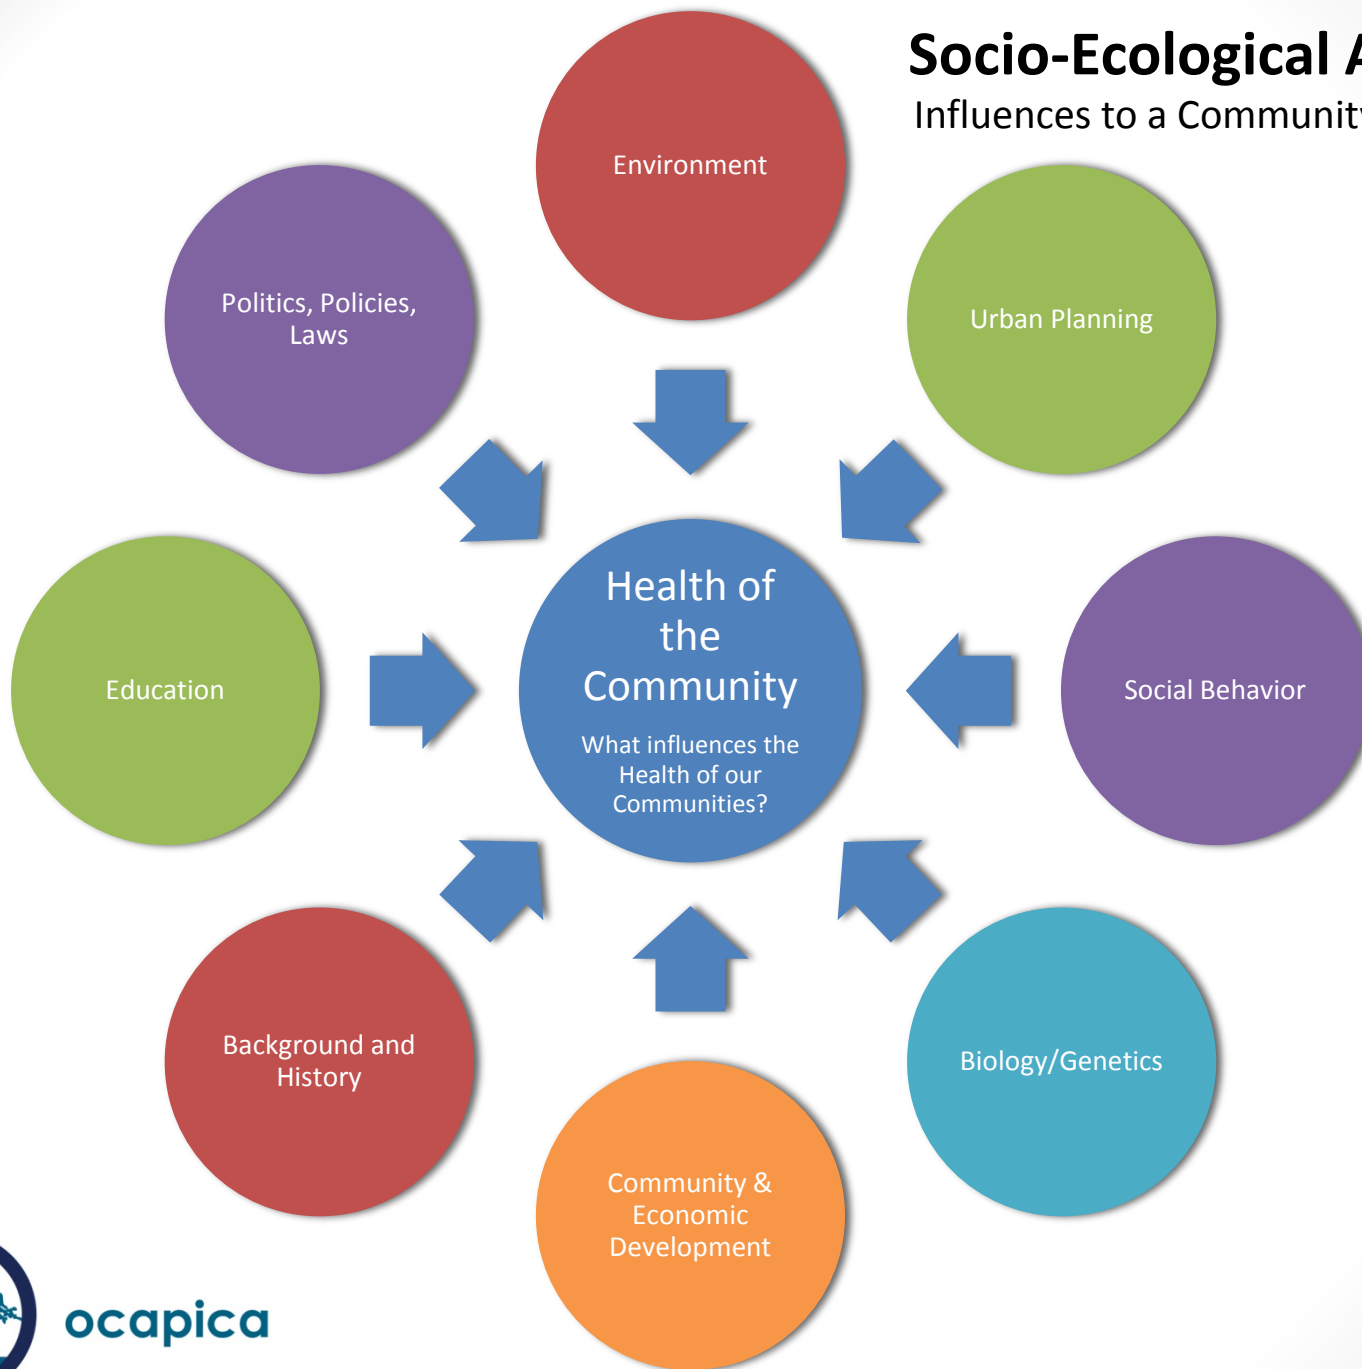 Socio-Ecological A
Influences to a Community
Environment
Politics, Policies,
Laws
Urban Planning
Health of
the
Community
What influences the
Health of our
Communities?
Education
Social Behavior
Background and
History
Biology/Genetics
Community &
Economic
Development
ocapica